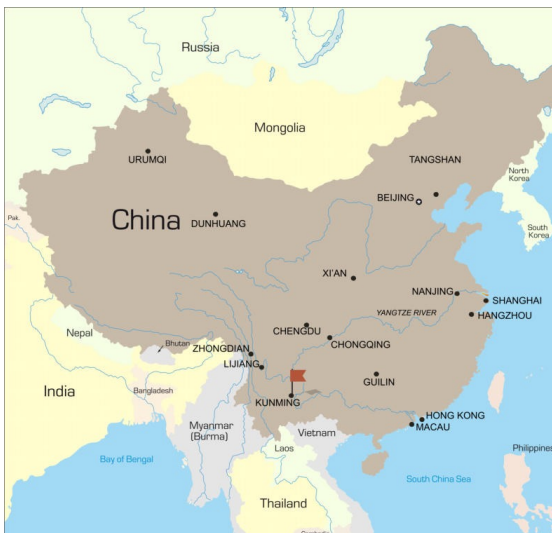 Russia
Mongolia
URUMQI
TANGSHAN
North
Korea
BEIJING
China
DUNHUANG
Pak.
South
Korea
XI'AN
NANJING
SHANGHAI
YANGTZE RIVER
HANGZHOU
CHENGDU
Nepal
CHONGQING
Bhutan
ZHONGDIAN
LIJIANG
GUILIN
India
Bangladesh
KUNMING
HONG KONG
MACAU
Myanmar
(Burma)
Vietnam
Laos
Philippines
Bay of Bengal
South China Sea
Thailand